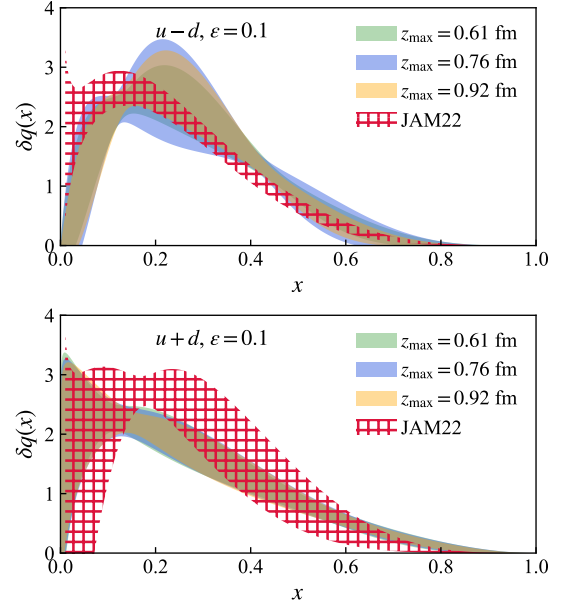 u − d, ε = 0.1
z_max = 0.61 fm
z_max = 0.76 fm
z_max = 0.92 fm
JAM22
δq(x)
4
3
2
1
0
0.0 0.2 0.4 0.6 0.8 1.0
x
u + d, ε = 0.1
z_max = 0.61 fm
z_max = 0.76 fm
z_max = 0.92 fm
JAM22
δq(x)
4
3
2
1
0
0.0 0.2 0.4 0.6 0.8 1.0
x